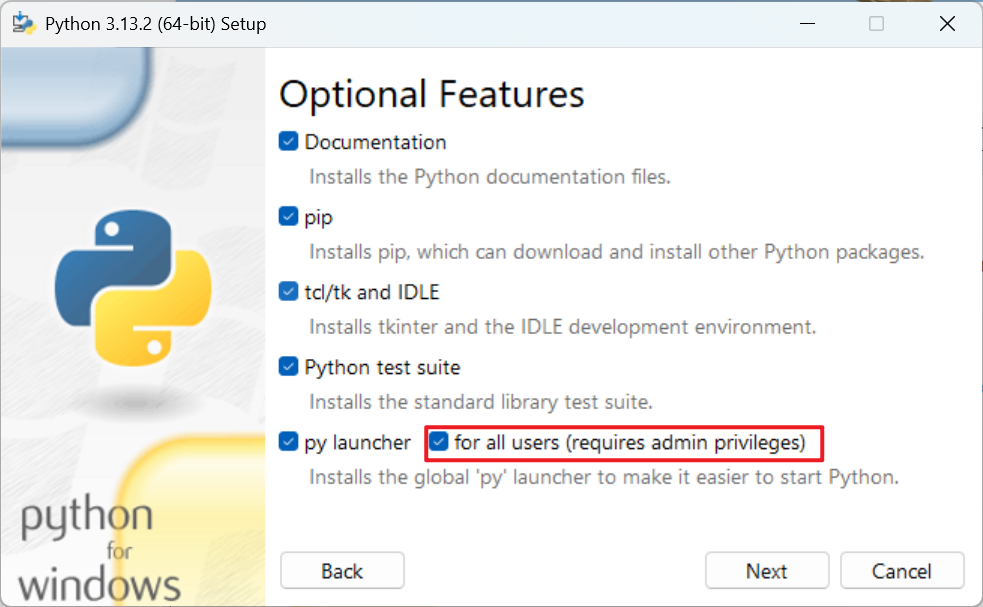 Python 3.13.2 (64-bit) Setup
Optional Features
Documentation
Installs the Python documentation files.
pip
Installs pip, which can download and install other Python packages.
tcl/tk and IDLE
Installs tkinter and the IDLE development environment.
Python test suite
Installs the standard library test suite.
py launcher for all users (requires admin privileges)
Installs the global 'py' launcher to make it easier to start Python.
python
for
windows
Back Next Cancel